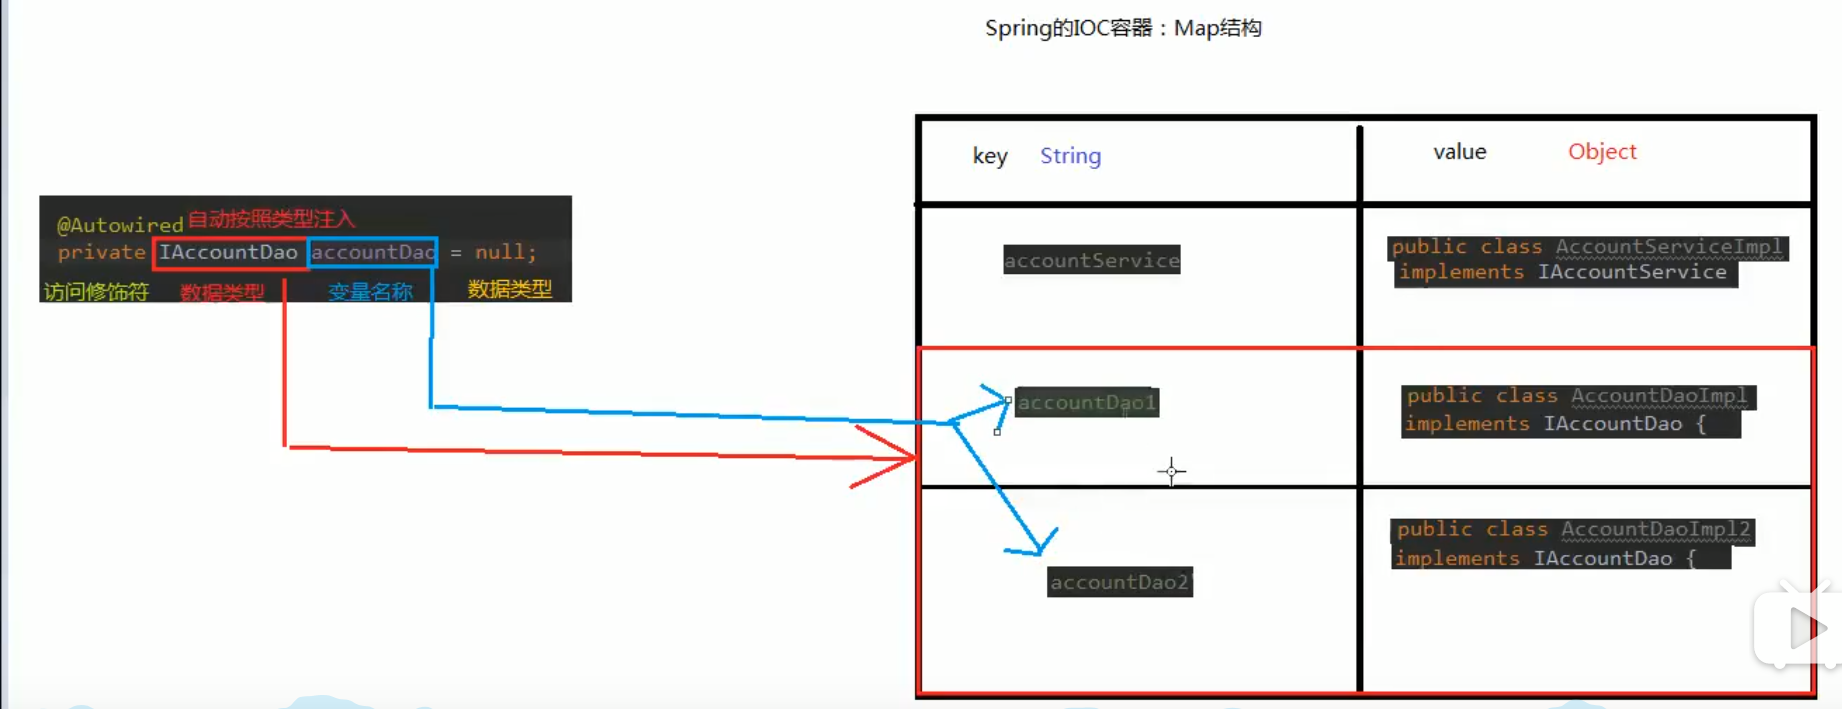 Spring的IOC容器：Map结构
key String
value Object
@Autowired 自动按照类型注入
private IAccountDao accountDao = null;
访问修饰符 数据类型 变量名称 数据类型
accountService
public class AccountServiceImpl
implements IAccountService
accountDao1
public class AccountDaoImpl
implements IAccountDao {
accountDao2
public class AccountDaoImpl2
implements IAccountDao {